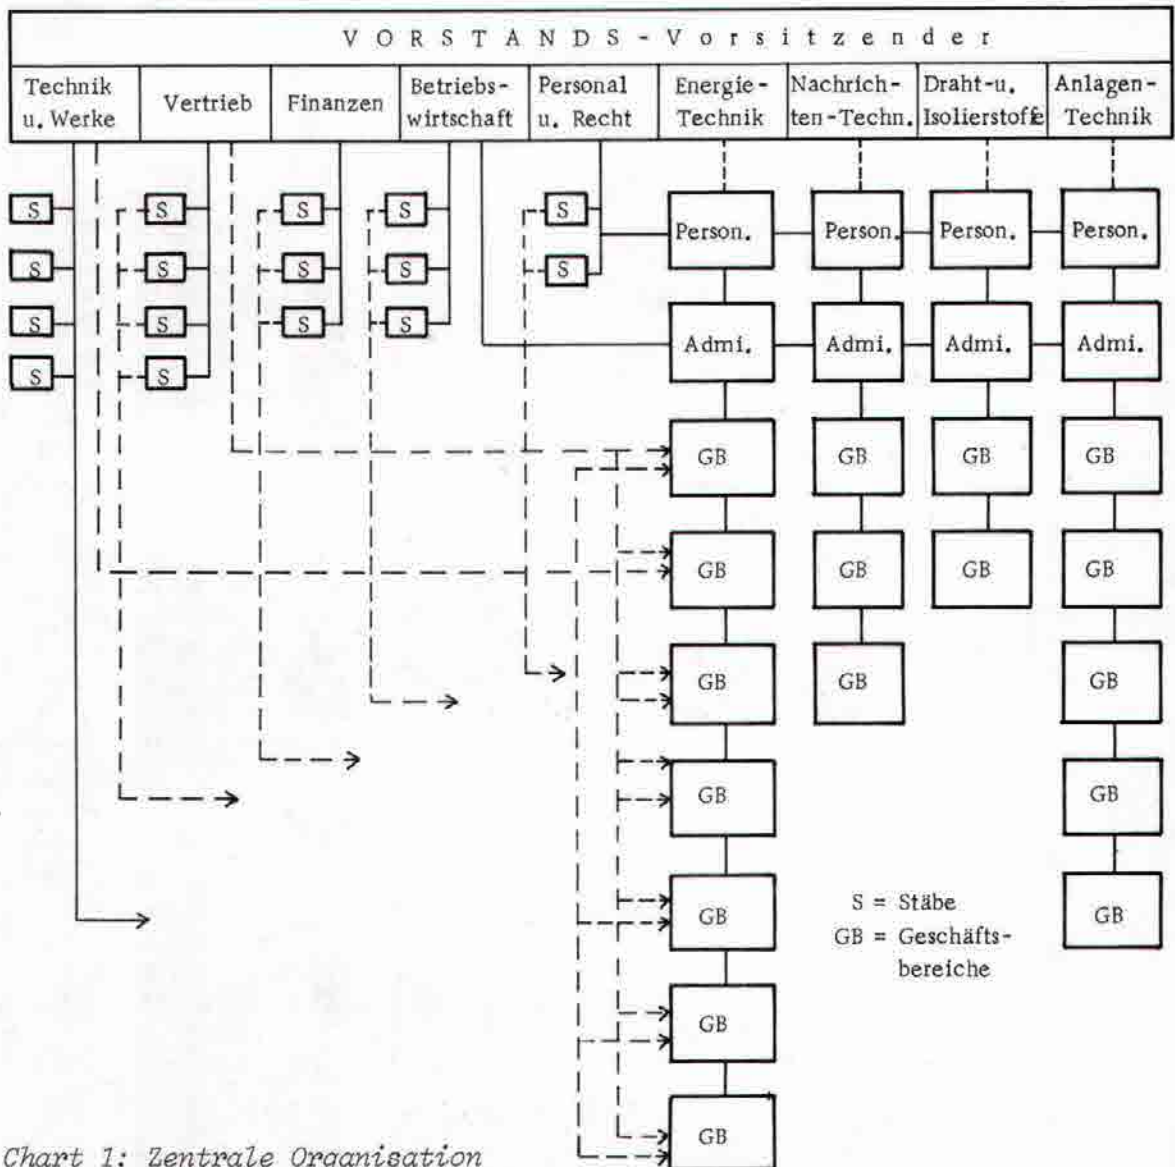 VORSTANDS-Vorsitzender
Technik
u. Werke
Vertrieb
Finanzen
Betriebs-
wirtschaft
Personal
u. Recht
Energie-
Technik
Nachrich-
ten-Techn.
Draht-u.
Isolierstoffe
Anlagen-
Technik
S S S S S
S S S S S
S S S S
S S
Person. Person. Person. Person.
Admi. Admi. Admi. Admi.
GB GB GB GB
GB GB GB GB
GB GB GB
GB GB
GB GB
GB
GB
S = Stäbe
GB = Geschäfts-
bereiche
Chart 1: Zentrale Organisation